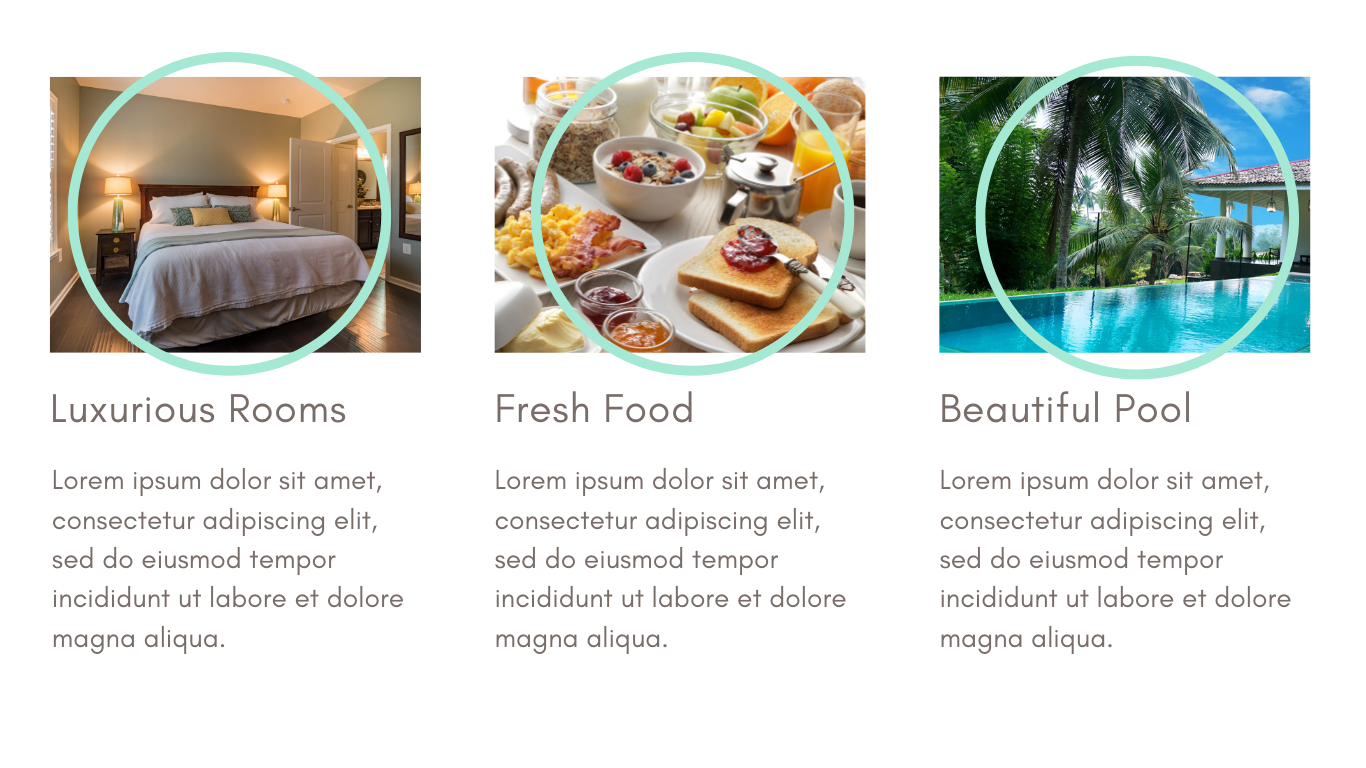 Luxurious Rooms
Lorem ipsum dolor sit amet,
consectetur adipiscing elit,
sed do eiusmod tempor
incididunt ut labore et dolore
magna aliqua.
Fresh Food
Lorem ipsum dolor sit amet,
consectetur adipiscing elit,
sed do eiusmod tempor
incididunt ut labore et dolore
magna aliqua.
Beautiful Pool
Lorem ipsum dolor sit amet,
consectetur adipiscing elit,
sed do eiusmod tempor
incididunt ut labore et dolore
magna aliqua.